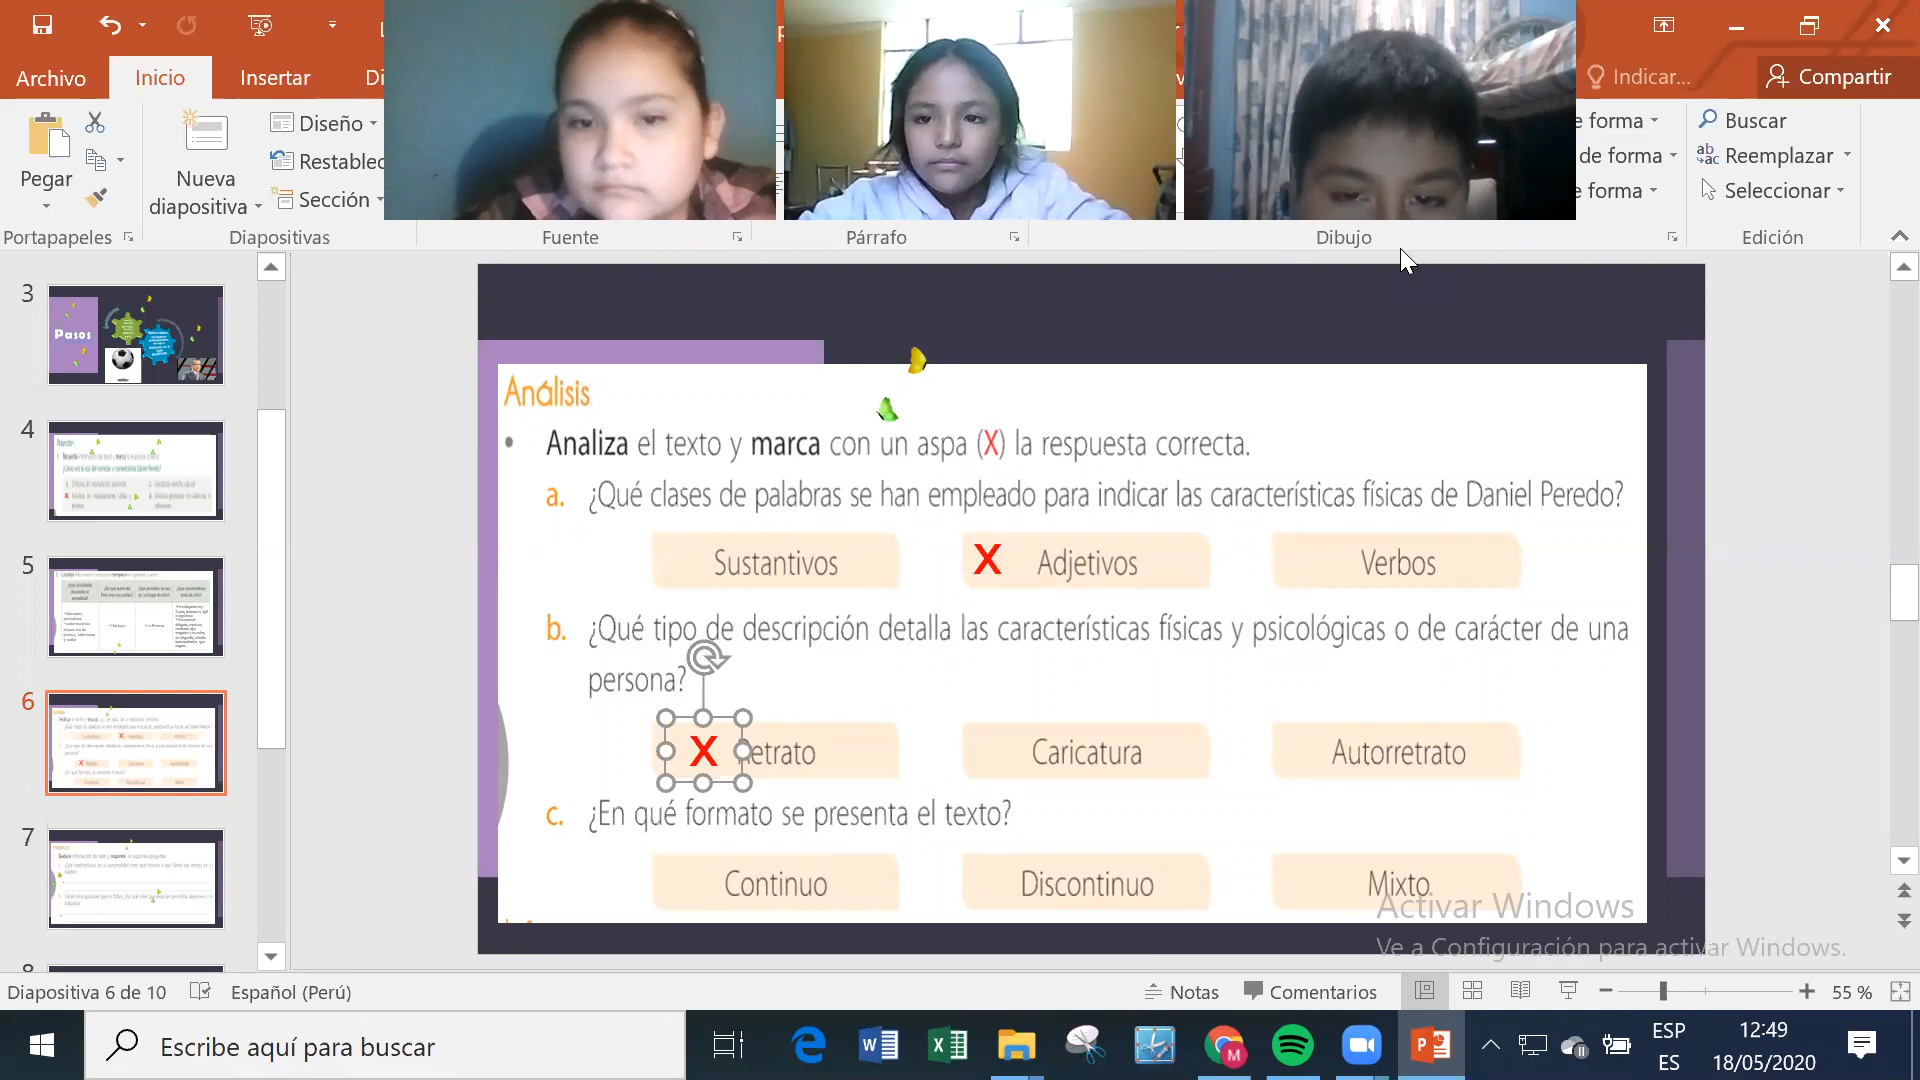 Archivo
Inicio
Insertar
Indicar...
Compartir
Pegar
Nueva
diapositiva
Diseño
Sección
e forma
de forma
e forma
Buscar
Reemplazar
Seleccionar
Portapapeles
Diapositivas
Fuente
Párrafo
Dibujo
Edición
3
Pasos
4
5
6
7
Análisis
• Analiza el texto y marca con un aspa (X) la respuesta correcta.
a. ¿Qué clases de palabras se han empleado para indicar las características físicas de Daniel Peredo?
Sustantivos
X Adjetivos
Verbos
b. ¿Qué tipo de descripción detalla las características físicas y psicológicas o de carácter de una
persona?
X etrato
Caricatura
Autorretrato
c. ¿En qué formato se presenta el texto?
Continuo
Discontinuo
Mixto
Activar Windows
Ve a Configuración para activar Windows.
Diapositiva 6 de 10
Español (Perú)
Notas
Comentarios
55 %
Escribe aquí para buscar
ESP
ES
12:49
18/05/2020